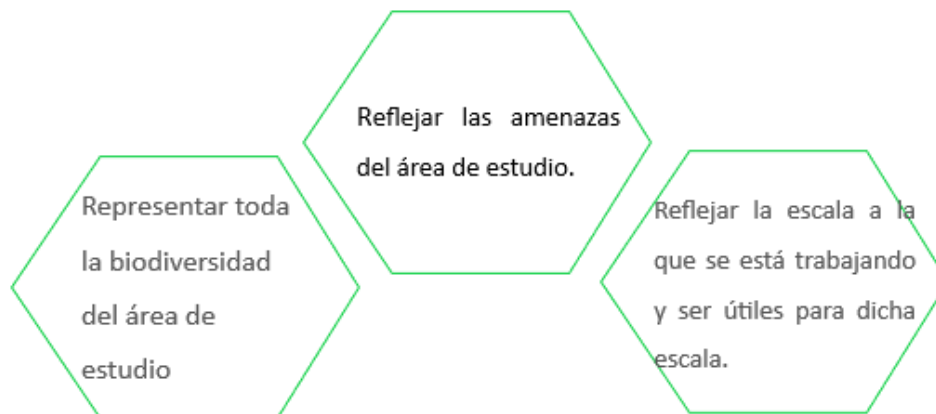 Representar toda
la biodiversidad
del área de
estudio
Reflejar las amenazas
del área de estudio.
Reflejar la escala a la
que se está trabajando
y ser útiles para dicha
escala.